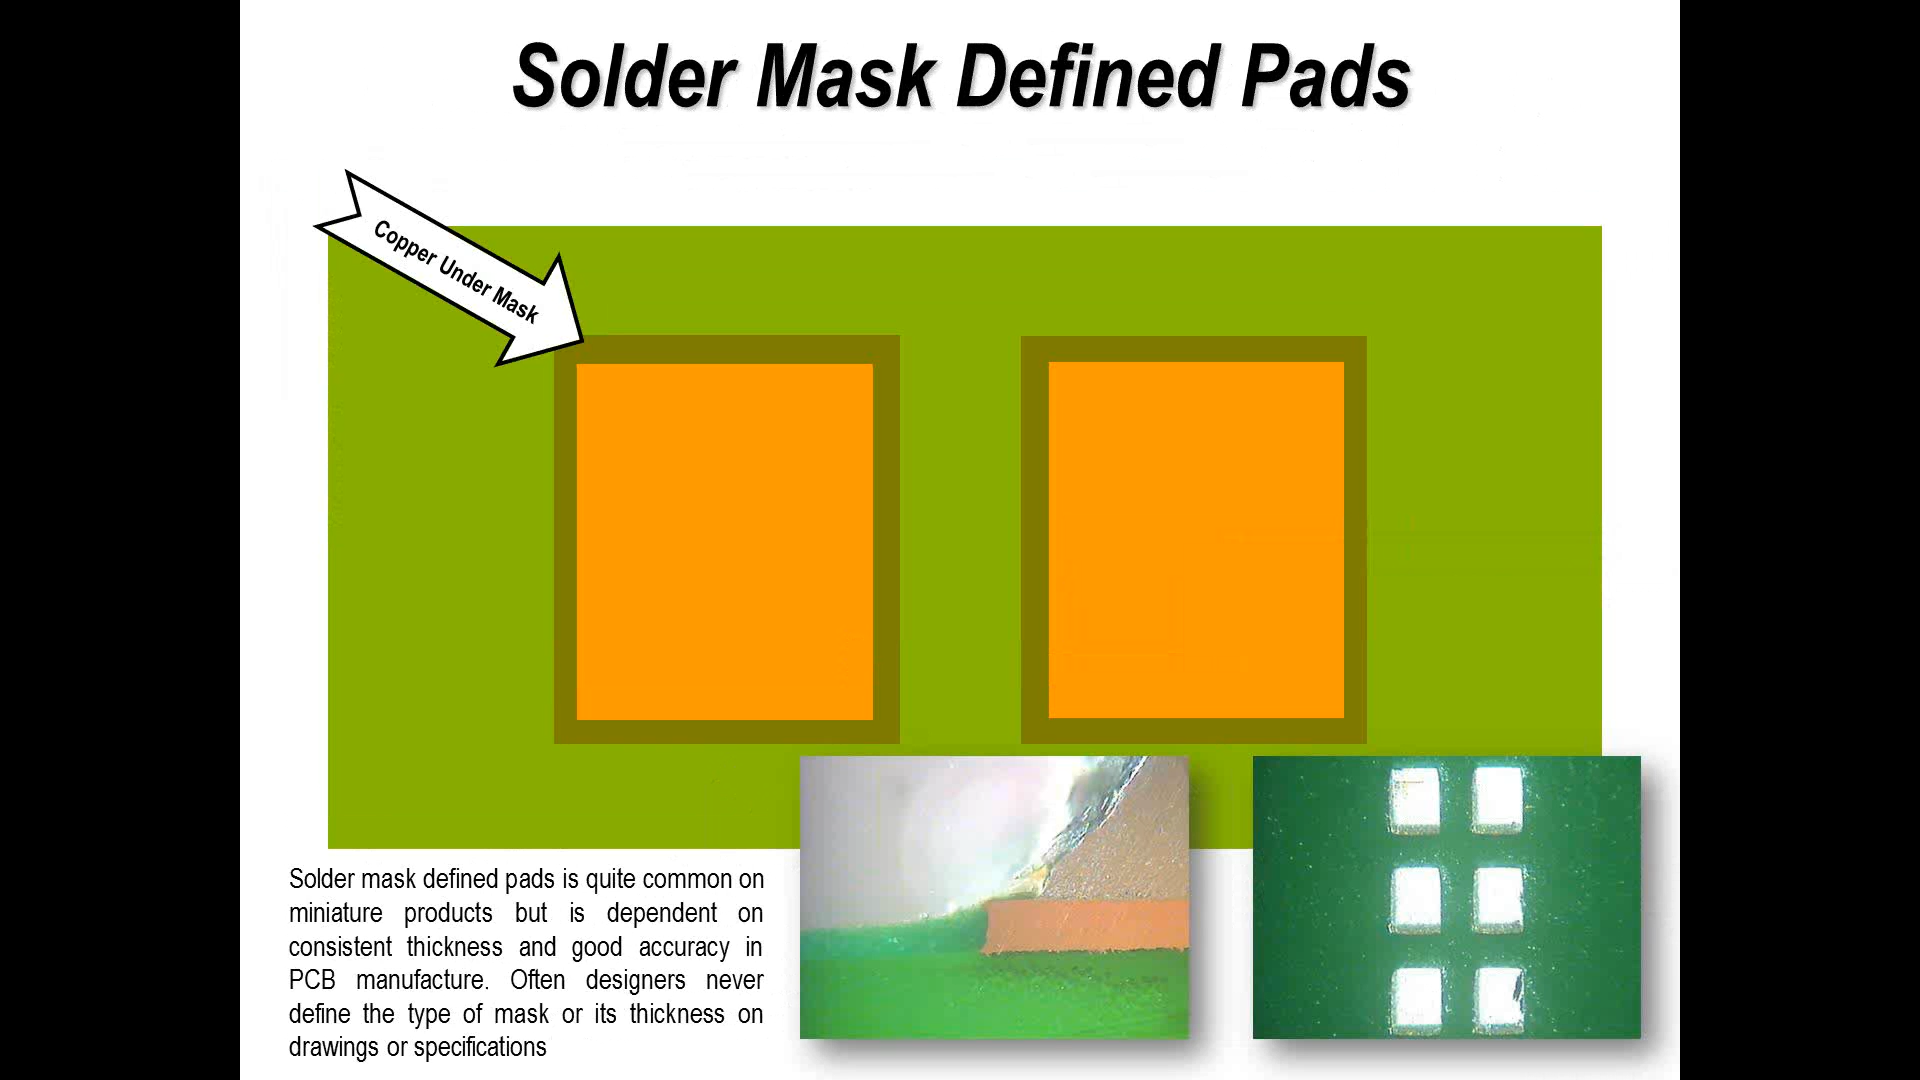 Solder Mask Defined Pads
Copper Under Mask
Solder mask defined pads is quite common on
miniature products but is dependent on
consistent thickness and good accuracy in
PCB manufacture. Often designers never
define the type of mask or its thickness on
drawings or specifications